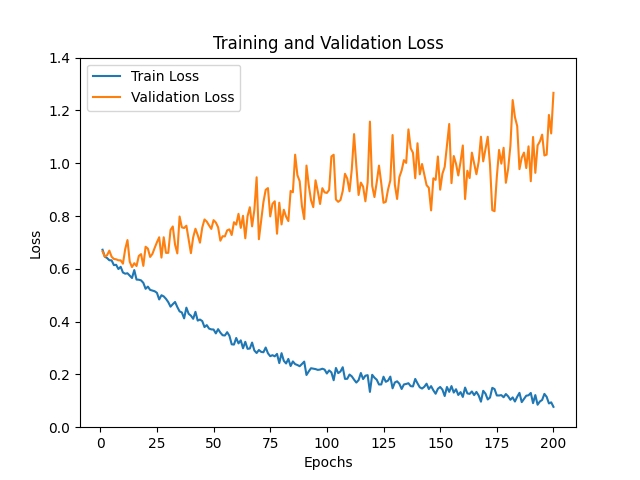 Training and Validation Loss
Train Loss
Validation Loss
Loss
1.4
1.2
1.0
0.8
0.6
0.4
0.2
0.0
0 25 50 75 100 125 150 175 200
Epochs